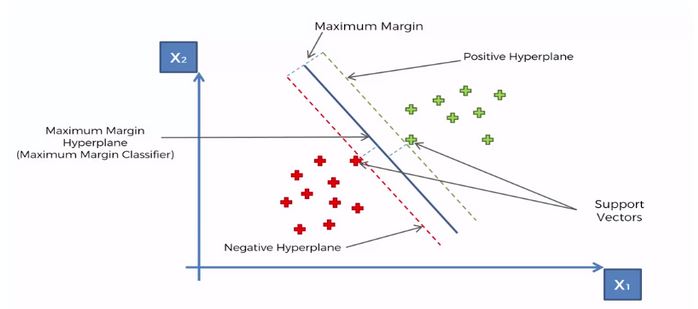 Maximum Margin
X₂
Positive Hyperplane
Maximum Margin
Hyperplane
(Maximum Margin Classifier)
Support
Vectors
Negative Hyperplane
X₁